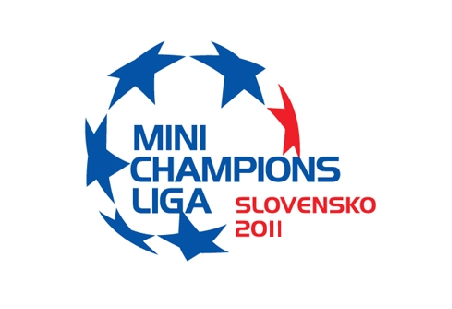 MINI
CHAMPIONS
LIGA
SLOVENSKO
2011